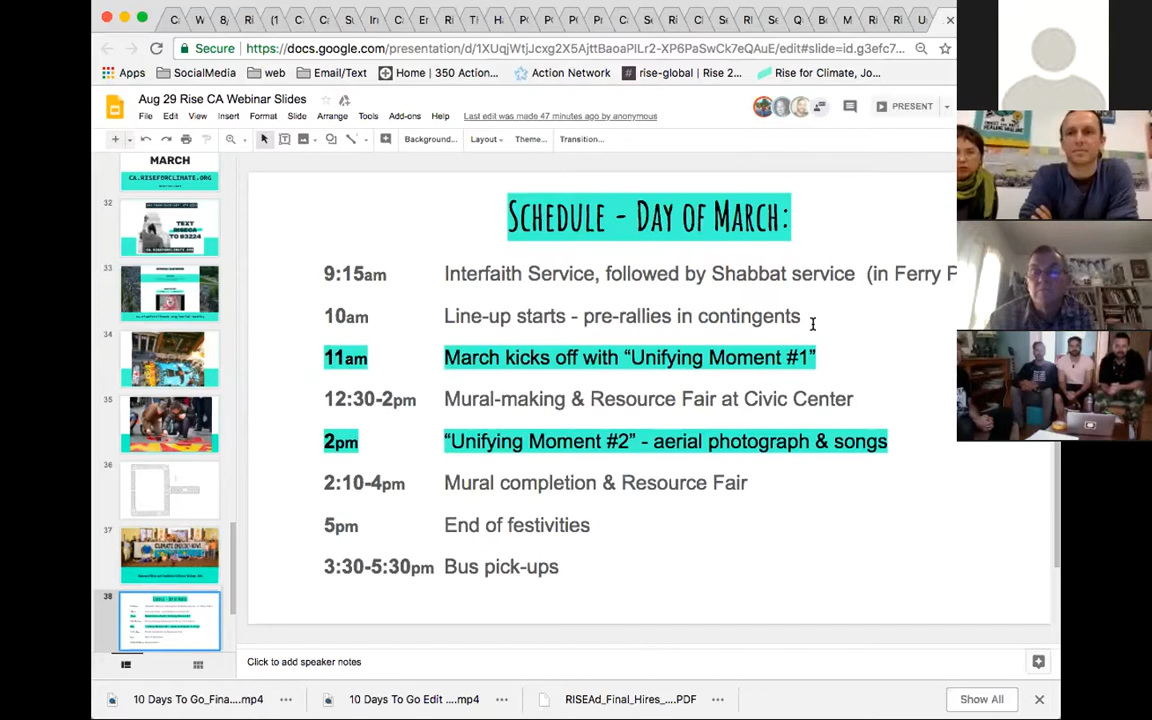 Secure
https://docs.google.com/presentation/d/1XUjWtJcxg2X5AjttBaoaPILr2-XP6PaSwCk7eQAuE/edit#slide=id.g3efc7...
Apps SocialMedia web Email/Text Home | 350 Action... Action Network rise-global | Rise 2... Rise for Climate, Jo...
Aug 29 Rise CA Webinar Slides
File Edit View Insert Format Slide Arrange Tools Add-ons Help Last edit was made 47 minutes ago by anonymous
PRESENT
Background... Layout Theme... Transition...
MARCH
CA.RISEFORCLIMATE.ORG
32
TEXT
RISECA
TO 83224
33
34
35
36
37
38
Schedule - Day of March:
9:15am Interfaith Service, followed by Shabbat service (in Ferry P
10am Line-up starts - pre-rallies in contingents
11am March kicks off with “Unifying Moment #1”
12:30-2pm Mural-making & Resource Fair at Civic Center
2pm “Unifying Moment #2” - aerial photograph & songs
2:10-4pm Mural completion & Resource Fair
5pm End of festivities
3:30-5:30pm Bus pick-ups
Click to add speaker notes
10 Days To Go_Fina....mp4 10 Days To Go Edit ....mp4 RISEAd_Final_Hires_....PDF Show All